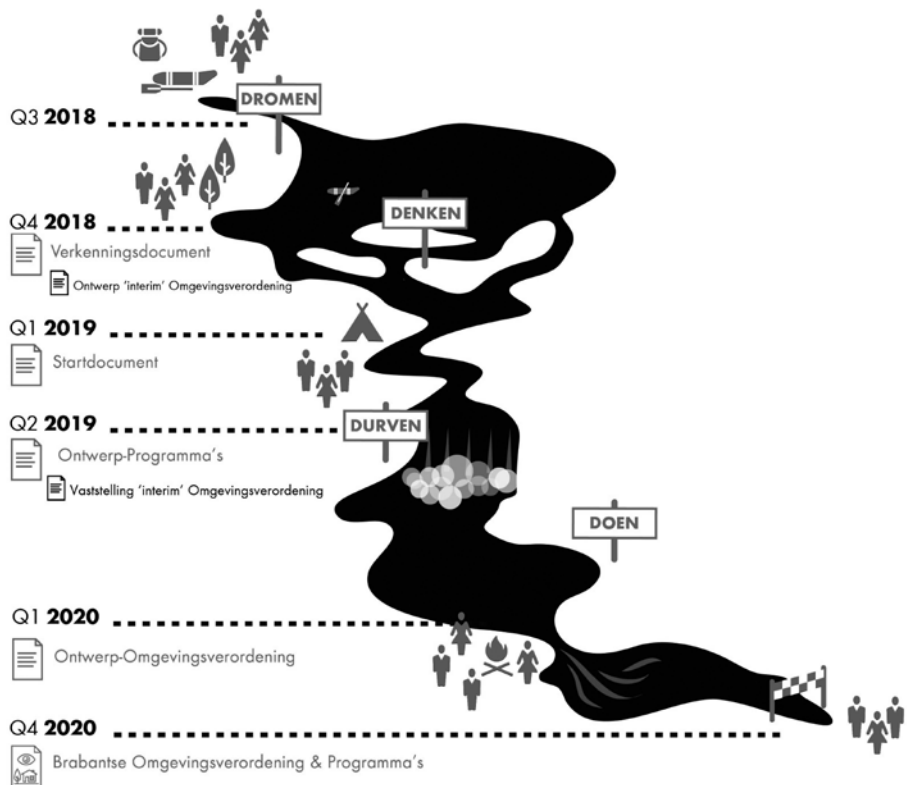 DROMEN
Q3 2018
DENKEN
Q4 2018
Verkenningsdocument
Ontwerp ‘interim’ Omgevingsverordening
Q1 2019
Startdocument
Q2 2019
DURVEN
Ontwerp-Programma’s
Vaststelling ‘interim’ Omgevingsverordening
DOEN
Q1 2020
Ontwerp-Omgevingsverordening
Q4 2020
Brabantse Omgevingsverordening & Programma’s